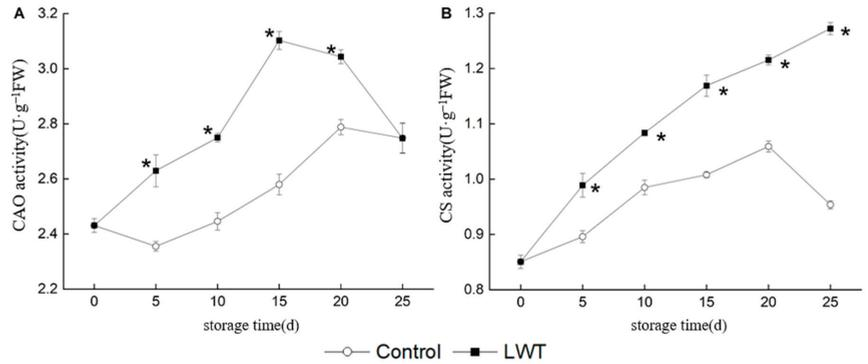 A
CAO activity(U·g⁻¹FW)
3.2
3.0
2.8
2.6
2.4
2.2
* * * *
0 5 10 15 20 25
storage time(d)
B
CS activity(U·g⁻¹FW)
1.3
1.2
1.1
1.0
0.9
0.8
* * * * *
0 5 10 15 20 25
storage time(d)
Control LWT